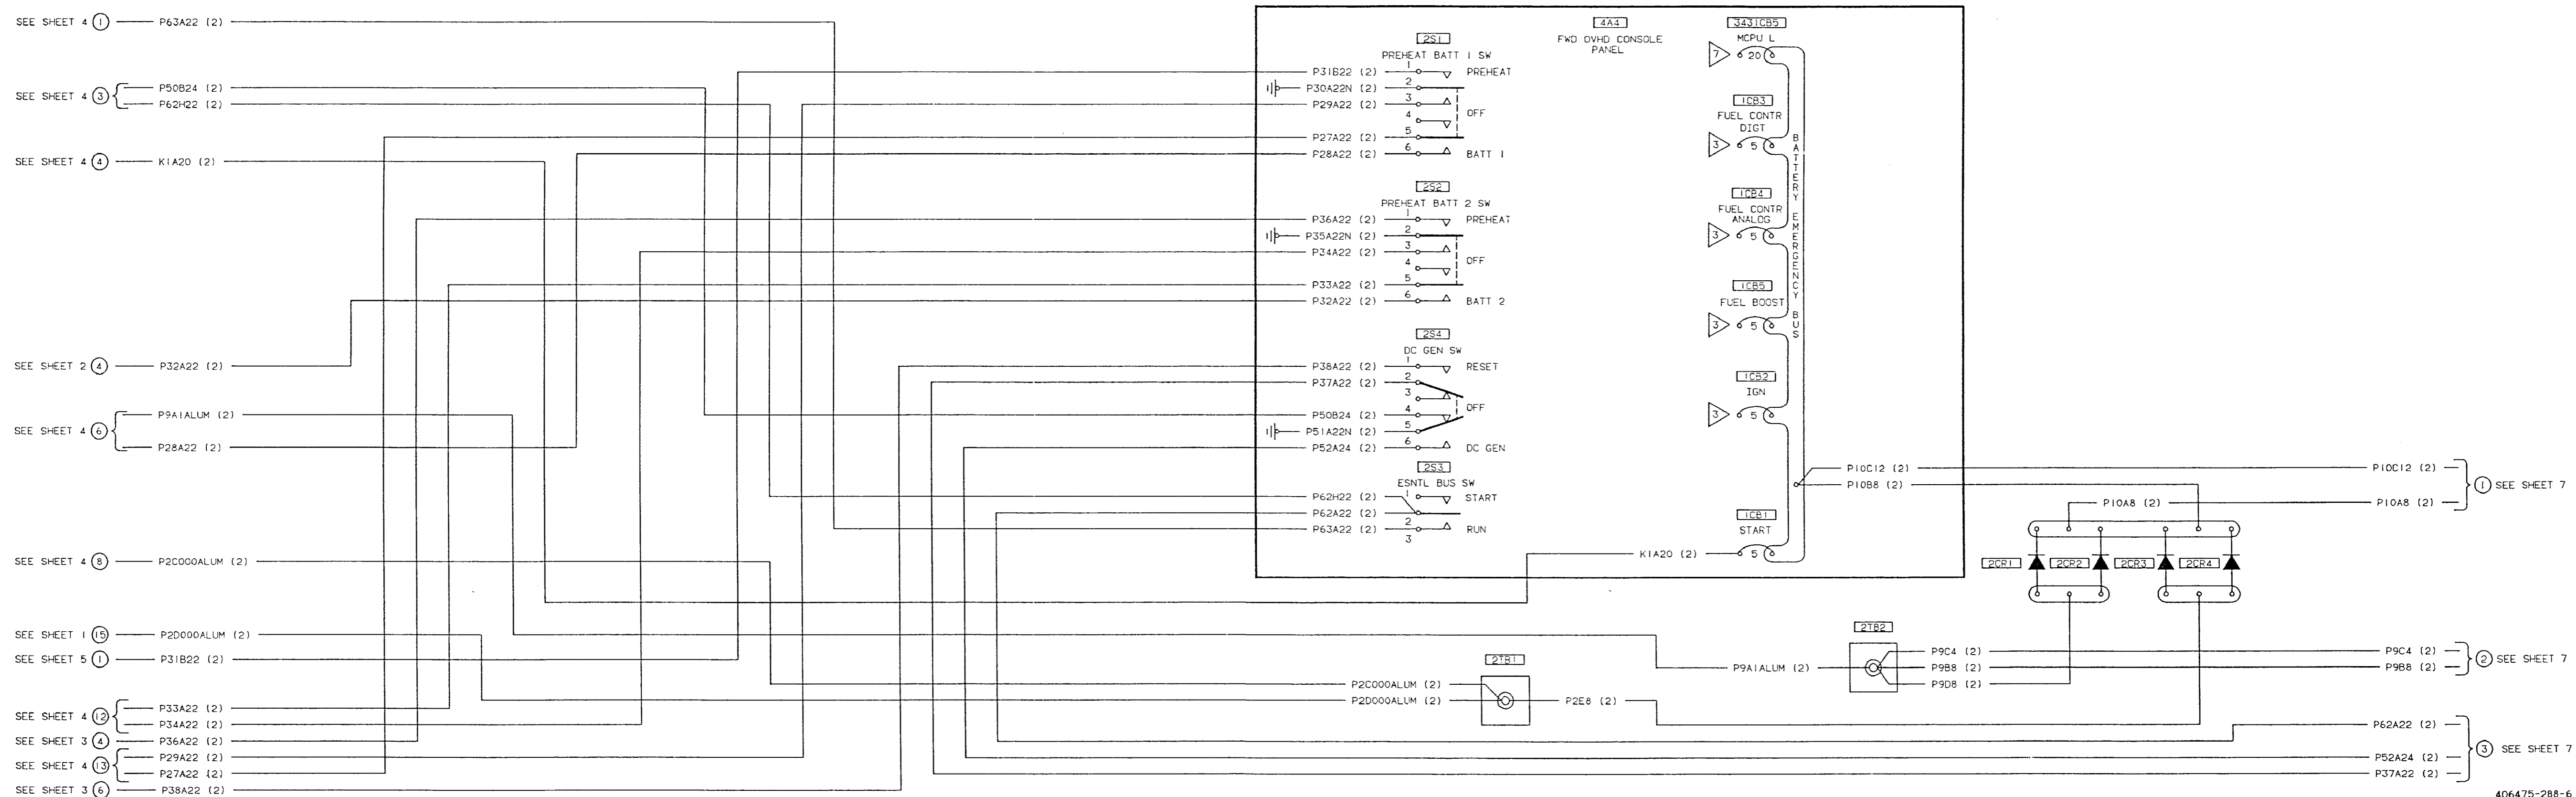 SEE SHEET 4 1 P63A22 (2)
SEE SHEET 4 3 P50B24 (2)
P62H22 (2)
SEE SHEET 4 4 K1A20 (2)
SEE SHEET 2 4 P32A22 (2)
SEE SHEET 4 6 P9A1ALUM (2)
P28A22 (2)
SEE SHEET 4 8 P2C000ALUM (2)
SEE SHEET 1 15 P2D000ALUM (2)
SEE SHEET 5 1 P31B22 (2)
SEE SHEET 4 12 P33A22 (2)
P34A22 (2)
SEE SHEET 3 4 P36A22 (2)
SEE SHEET 4 13 P29A22 (2)
P27A22 (2)
SEE SHEET 3 6 P38A22 (2)
4A4
FWD OVHD CONSOLE
PANEL
2S1
PREHEAT BATT 1 SW
P31B22 (2) 1 PREHEAT
P30A22N (2) 2
P29A22 (2) 3
OFF
4
P27A22 (2) 5
P28A22 (2) 6 BATT 1
2S2
PREHEAT BATT 2 SW
P36A22 (2) 1 PREHEAT
P35A22N (2) 2
P34A22 (2) 3
OFF
4
P33A22 (2) 5
P32A22 (2) 6 BATT 2
2S4
DC GEN SW
P38A22 (2) 1 RESET
P37A22 (2) 2
3
OFF
P50B24 (2) 4
P51A22N (2) 5
P52A24 (2) 6 DC GEN
2S3
ESNTL BUS SW
P62H22 (2) 1 START
P62A22 (2) 2
P63A22 (2) 3 RUN
3431CB5
MCPU L
7 20
1CB3
FUEL CONTR
DIGT
3 5
1CB4
FUEL CONTR
ANALOG
3 5
1CB5
FUEL BOOST
3 5
1CB2
IGN
3 5
1CB1
START
K1A20 (2) 5
BATTERY EMERGENCY BUS
P10C12 (2) P10C12 (2)
P10B8 (2) 1 SEE SHEET 7
P10A8 (2) P10A8 (2)
2CR1 2CR2 2CR3 2CR4
2TB2
P9A1ALUM (2)
P9C4 (2) P9C4 (2)
P9B8 (2) P9B8 (2)
P9D8 (2)
2 SEE SHEET 7
2TB1
P2C000ALUM (2)
P2D000ALUM (2) P2E8 (2)
P62A22 (2)
3 SEE SHEET 7
P52A24 (2)
P37A22 (2)
406475-288-6